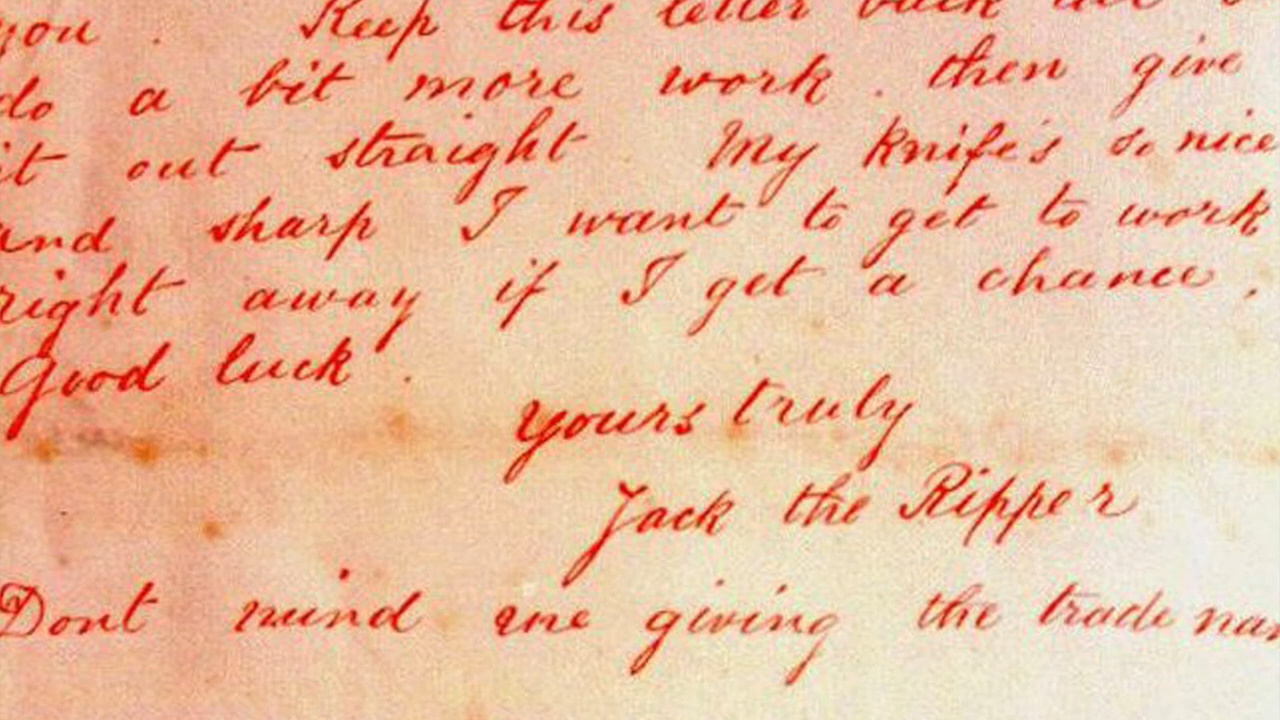 you . Keep this letter back
do a bit more work . then give
it out straight My knife's so nice
and sharp I want to get to work
right away if I get a chance.
Good luck .
yours truly
Jack the Ripper
Dont mind me giving the trade